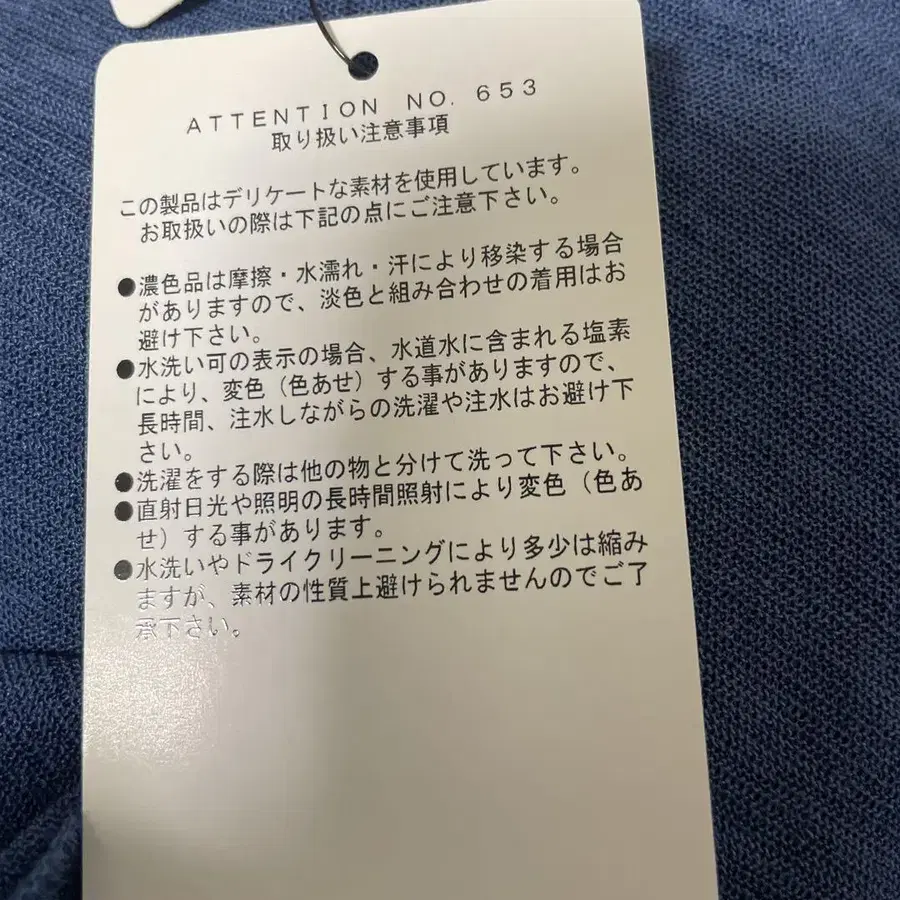 ATTENTION NO. 653
取り扱い注意事項
この製品はデリケートな素材を使用しています。
お取扱いの際は下記の点にご注意下さい。
●濃色品は摩擦・水濡れ・汗により移染する場合
がありますので、淡色と組み合わせの着用はお
避け下さい。
●水洗い可の表示の場合、水道水に含まれる塩素
により、変色（色あせ）する事がありますので、
長時間、注水しながらの洗濯や注水はお避け下
さい。
●洗濯をする際は他の物と分けて洗って下さい。
●直射日光や照明の長時間照射により変色（色あ
せ）する事があります。
●水洗いやドライクリーニングにより多少は縮み
ますが、素材の性質上避けられませんのでご了
承下さい。